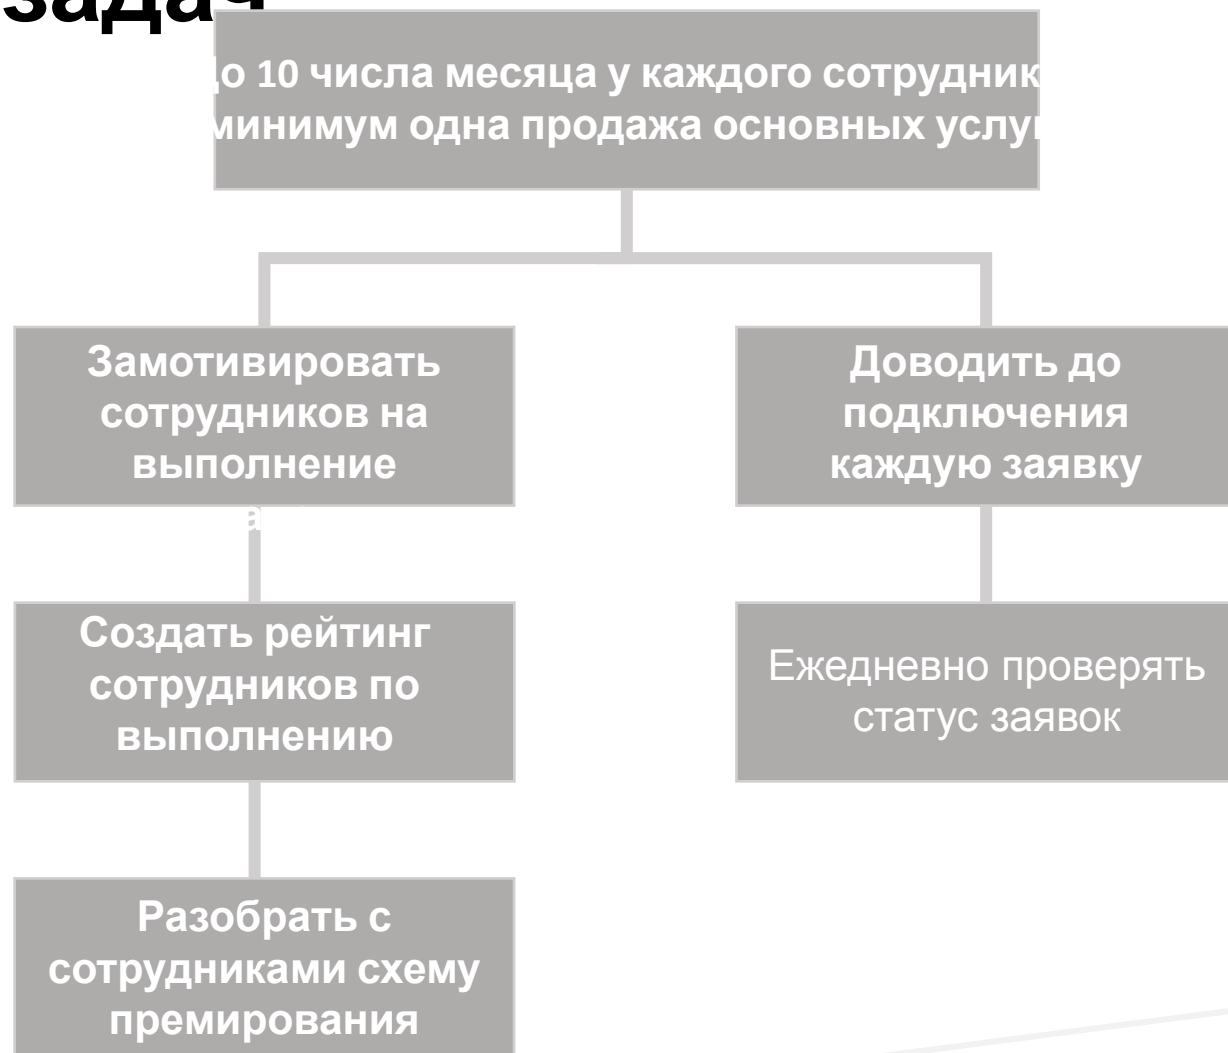 задач
о 10 числа месяца у каждого сотрудник
минимум одна продажа основных услу
Замотивировать
сотрудников на
выполнение
Доводить до
подключения
каждую заявку
Создать рейтинг
сотрудников по
выполнению
Ежедневно проверять
статус заявок
Разобрать с
сотрудниками схему
премирования